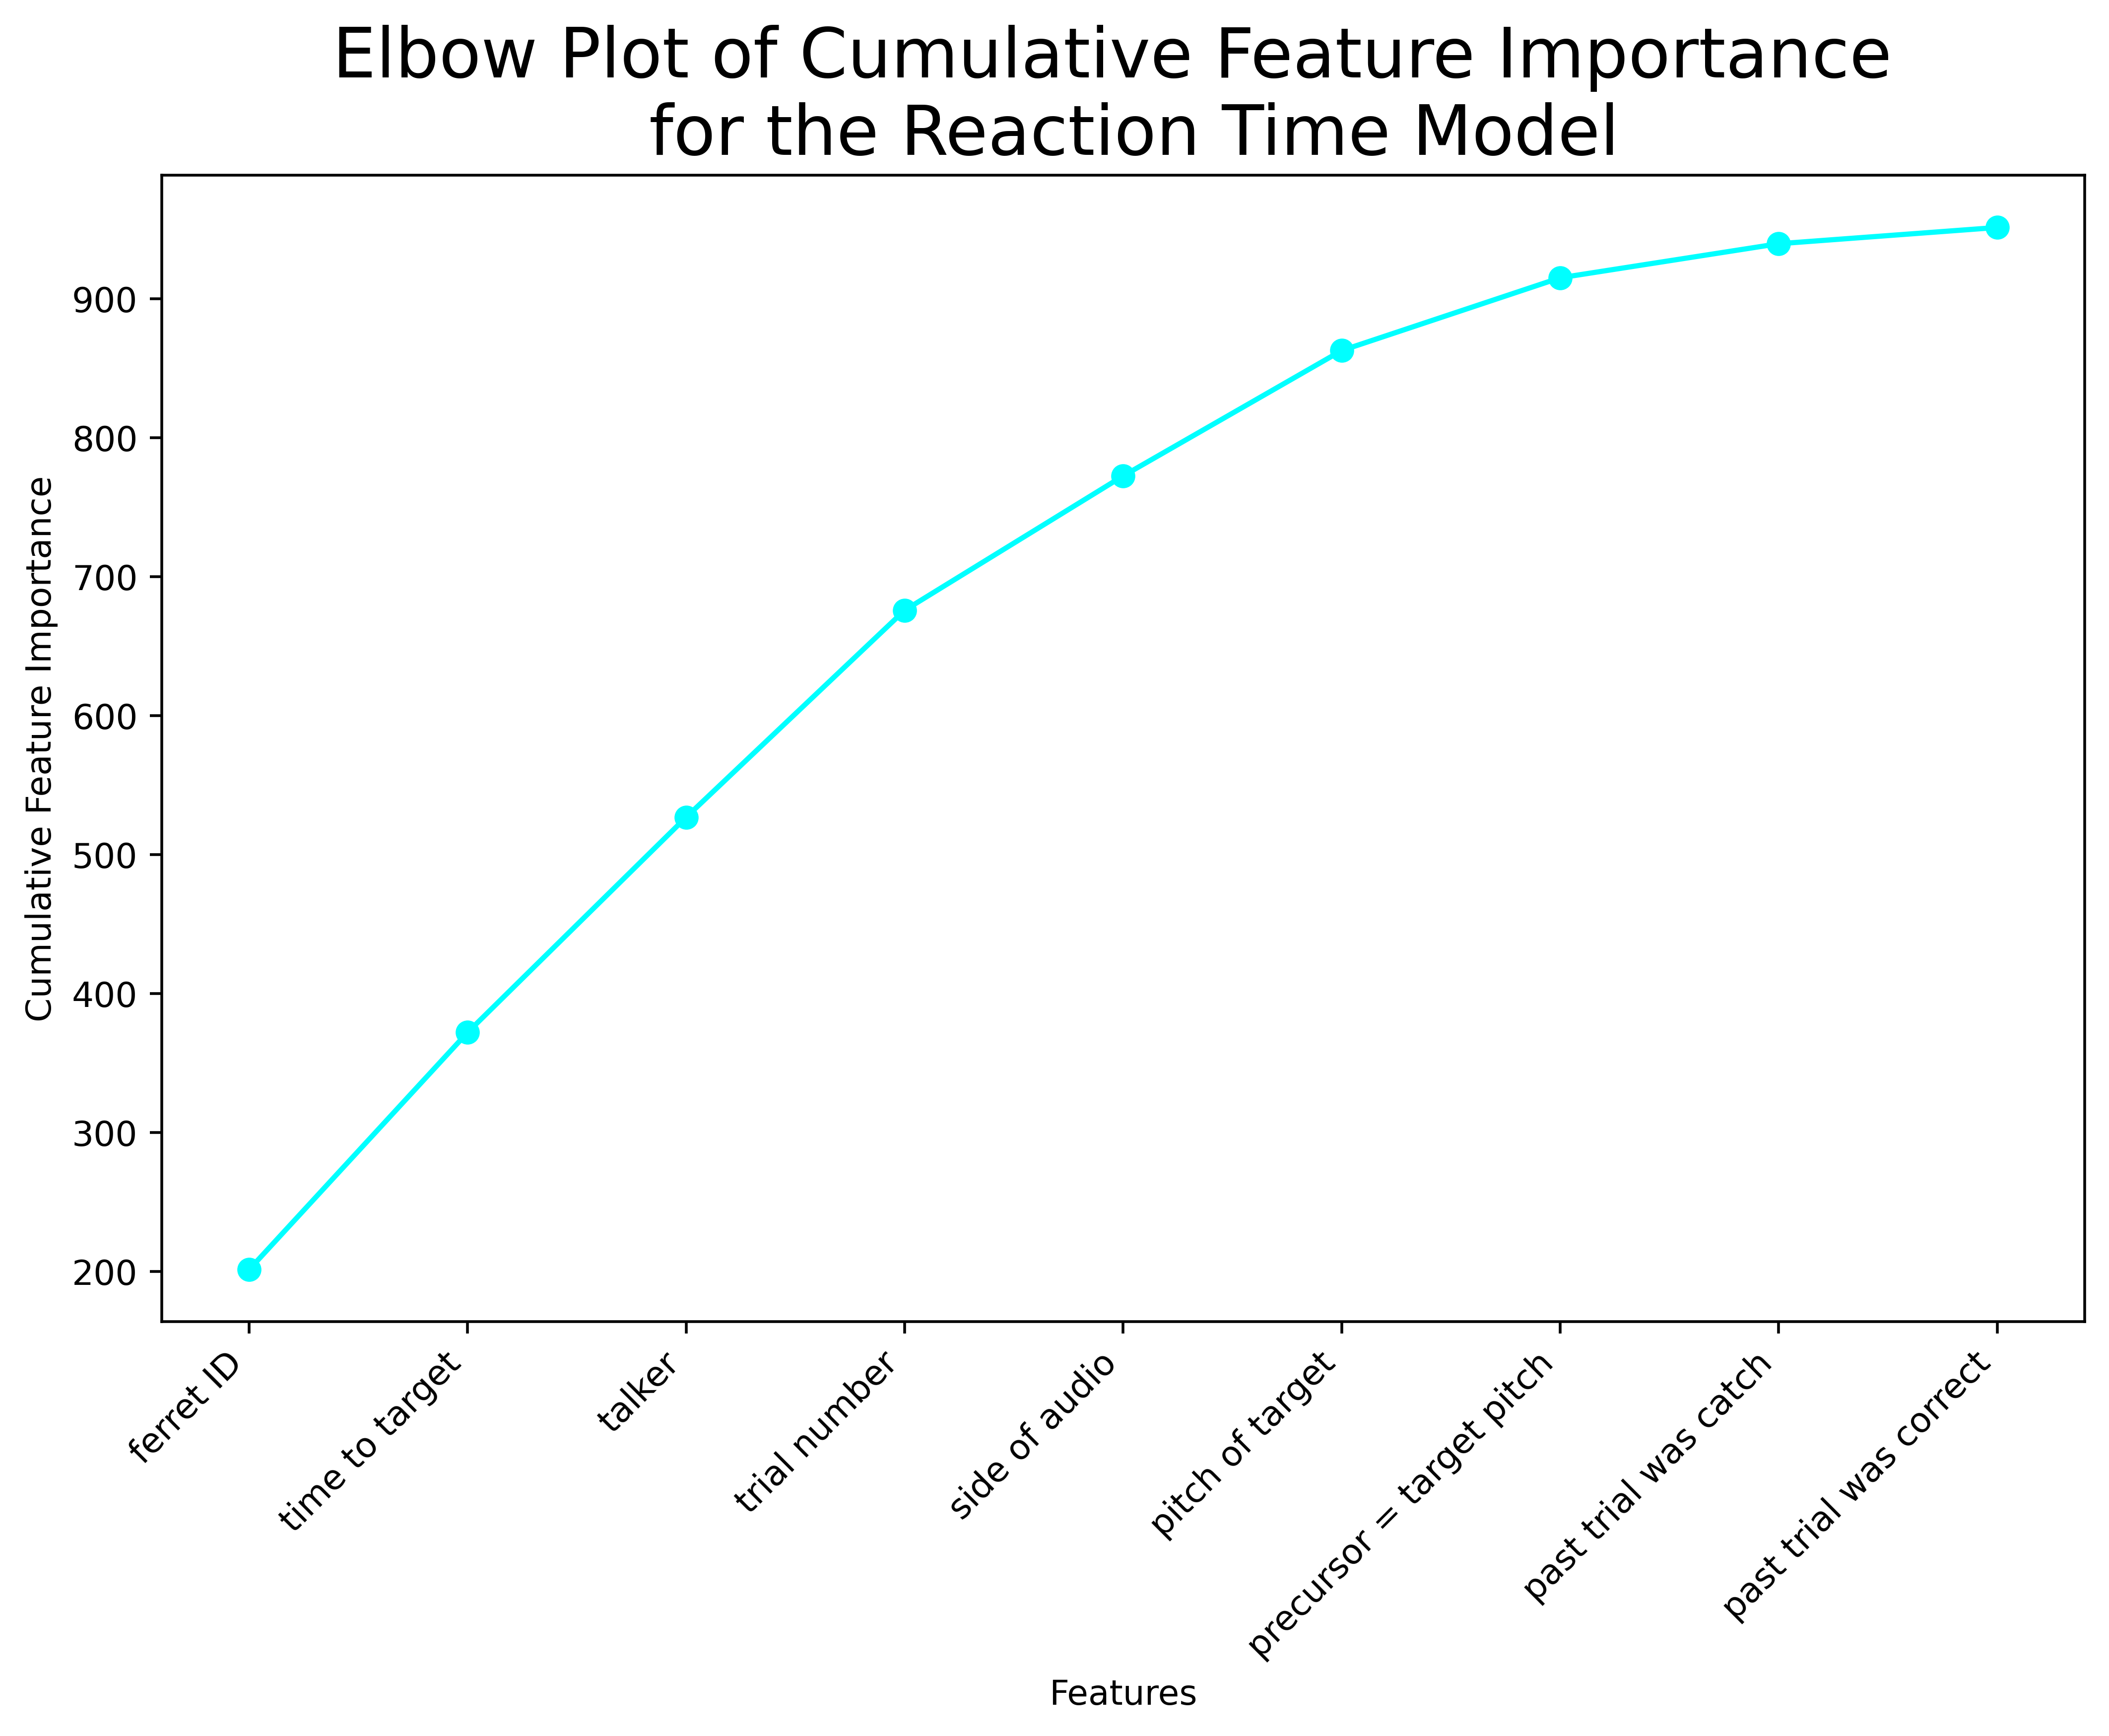 Elbow Plot of Cumulative Feature Importance
for the Reaction Time Model
Cumulative Feature Importance
900
800
700
600
500
400
300
200
ferret ID
time to target
talker
trial number
side of audio
pitch of target
precursor = target pitch
past trial was catch
past trial was correct
Features